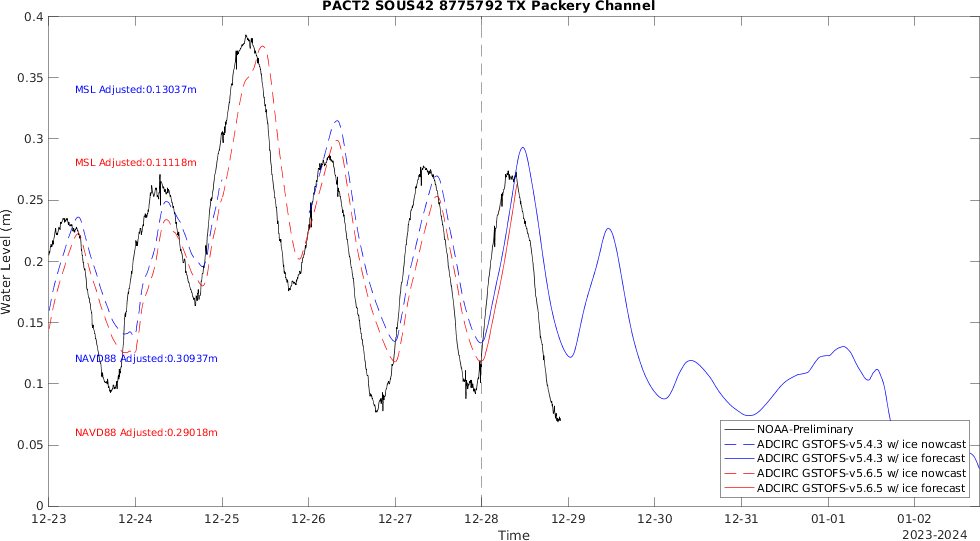 PACT2 SOUS42 8775792 TX Packery Channel
0.4
0.35
0.3
0.25
0.2
0.15
0.1
0.05
0
Water Level (m)
MSL Adjusted:0.13037m
MSL Adjusted:0.11118m
NAVD88 Adjusted:0.30937m
NAVD88 Adjusted:0.29018m
NOAA-Preliminary
ADCIRC GSTOFS-v5.4.3 w/ ice nowcast
ADCIRC GSTOFS-v5.4.3 w/ ice forecast
ADCIRC GSTOFS-v5.6.5 w/ ice nowcast
ADCIRC GSTOFS-v5.6.5 w/ ice forecast
12-23 12-24 12-25 12-26 12-27 12-28 12-29 12-30 12-31 01-01 01-02
Time
2023-2024